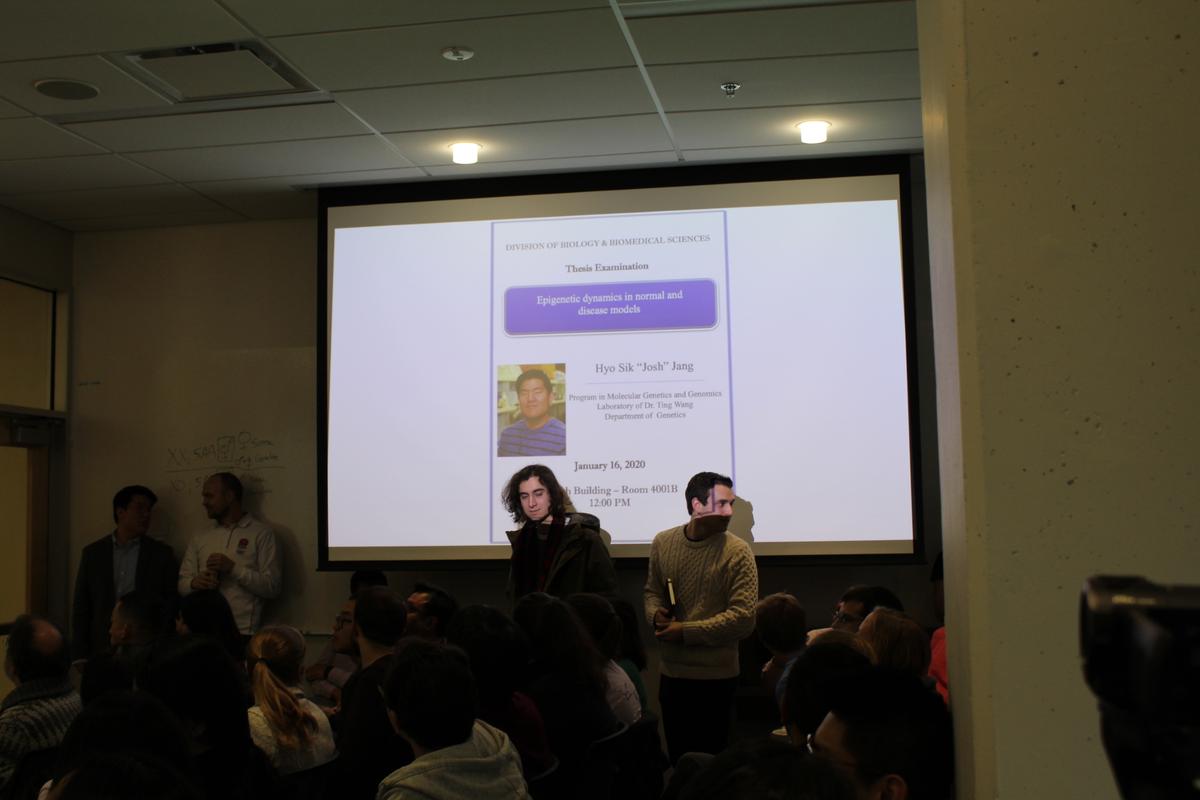 DIVISION OF BIOLOGY & BIOMEDICAL SCIENCES
Thesis Examination
Epigenetic dynamics in normal and
disease models
Hyo Sik “Josh” Jang
Program in Molecular Genetics and Genomics
Laboratory of Dr. Ting Wang
Department of Genetics
January 16, 2020
Building – Room 4001B
12:00 PM